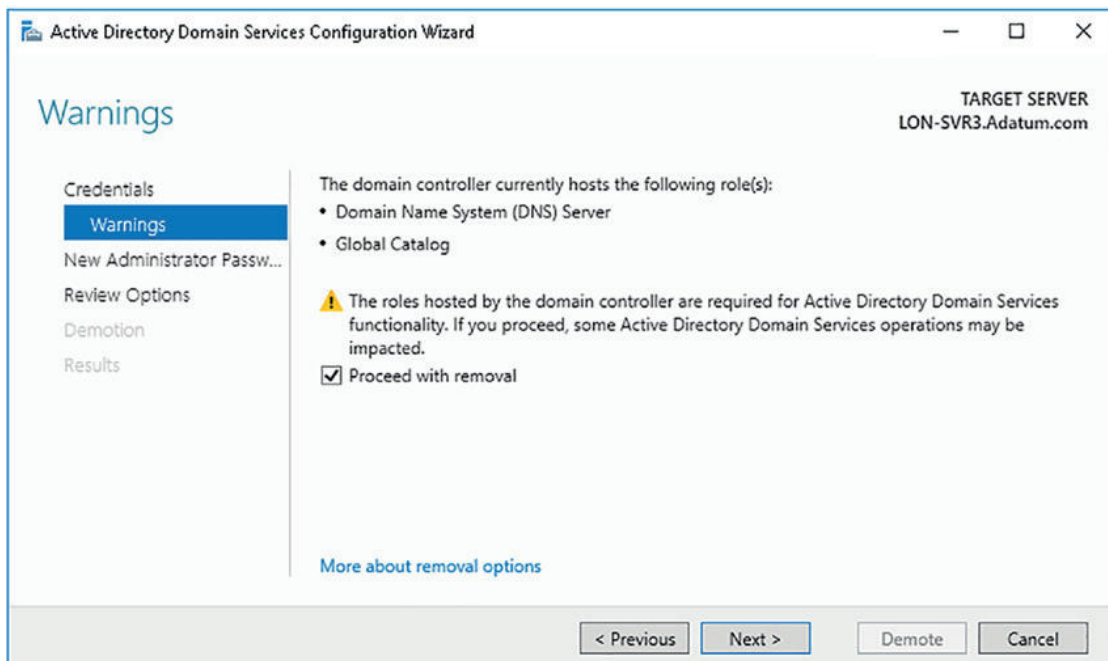 Active Directory Domain Services Configuration Wizard
Warnings
TARGET SERVER
LON-SVR3.Adatum.com
Credentials
Warnings
New Administrator Passw...
Review Options
Demotion
Results
The domain controller currently hosts the following role(s):
• Domain Name System (DNS) Server
• Global Catalog
The roles hosted by the domain controller are required for Active Directory Domain Services
functionality. If you proceed, some Active Directory Domain Services operations may be
impacted.
Proceed with removal
More about removal options
< Previous
Next >
Demote
Cancel